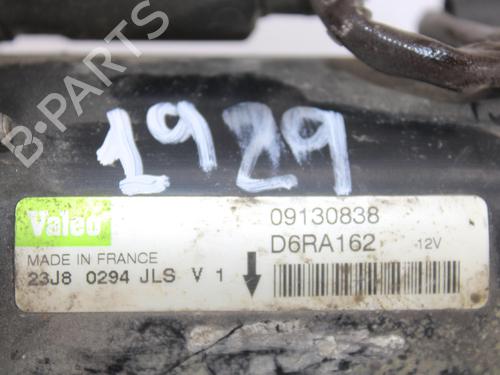 B-PARTS
1929
Valeo
09130838
MADE IN FRANCE
D6RA162 12V
23J8 0294 JLS V 1